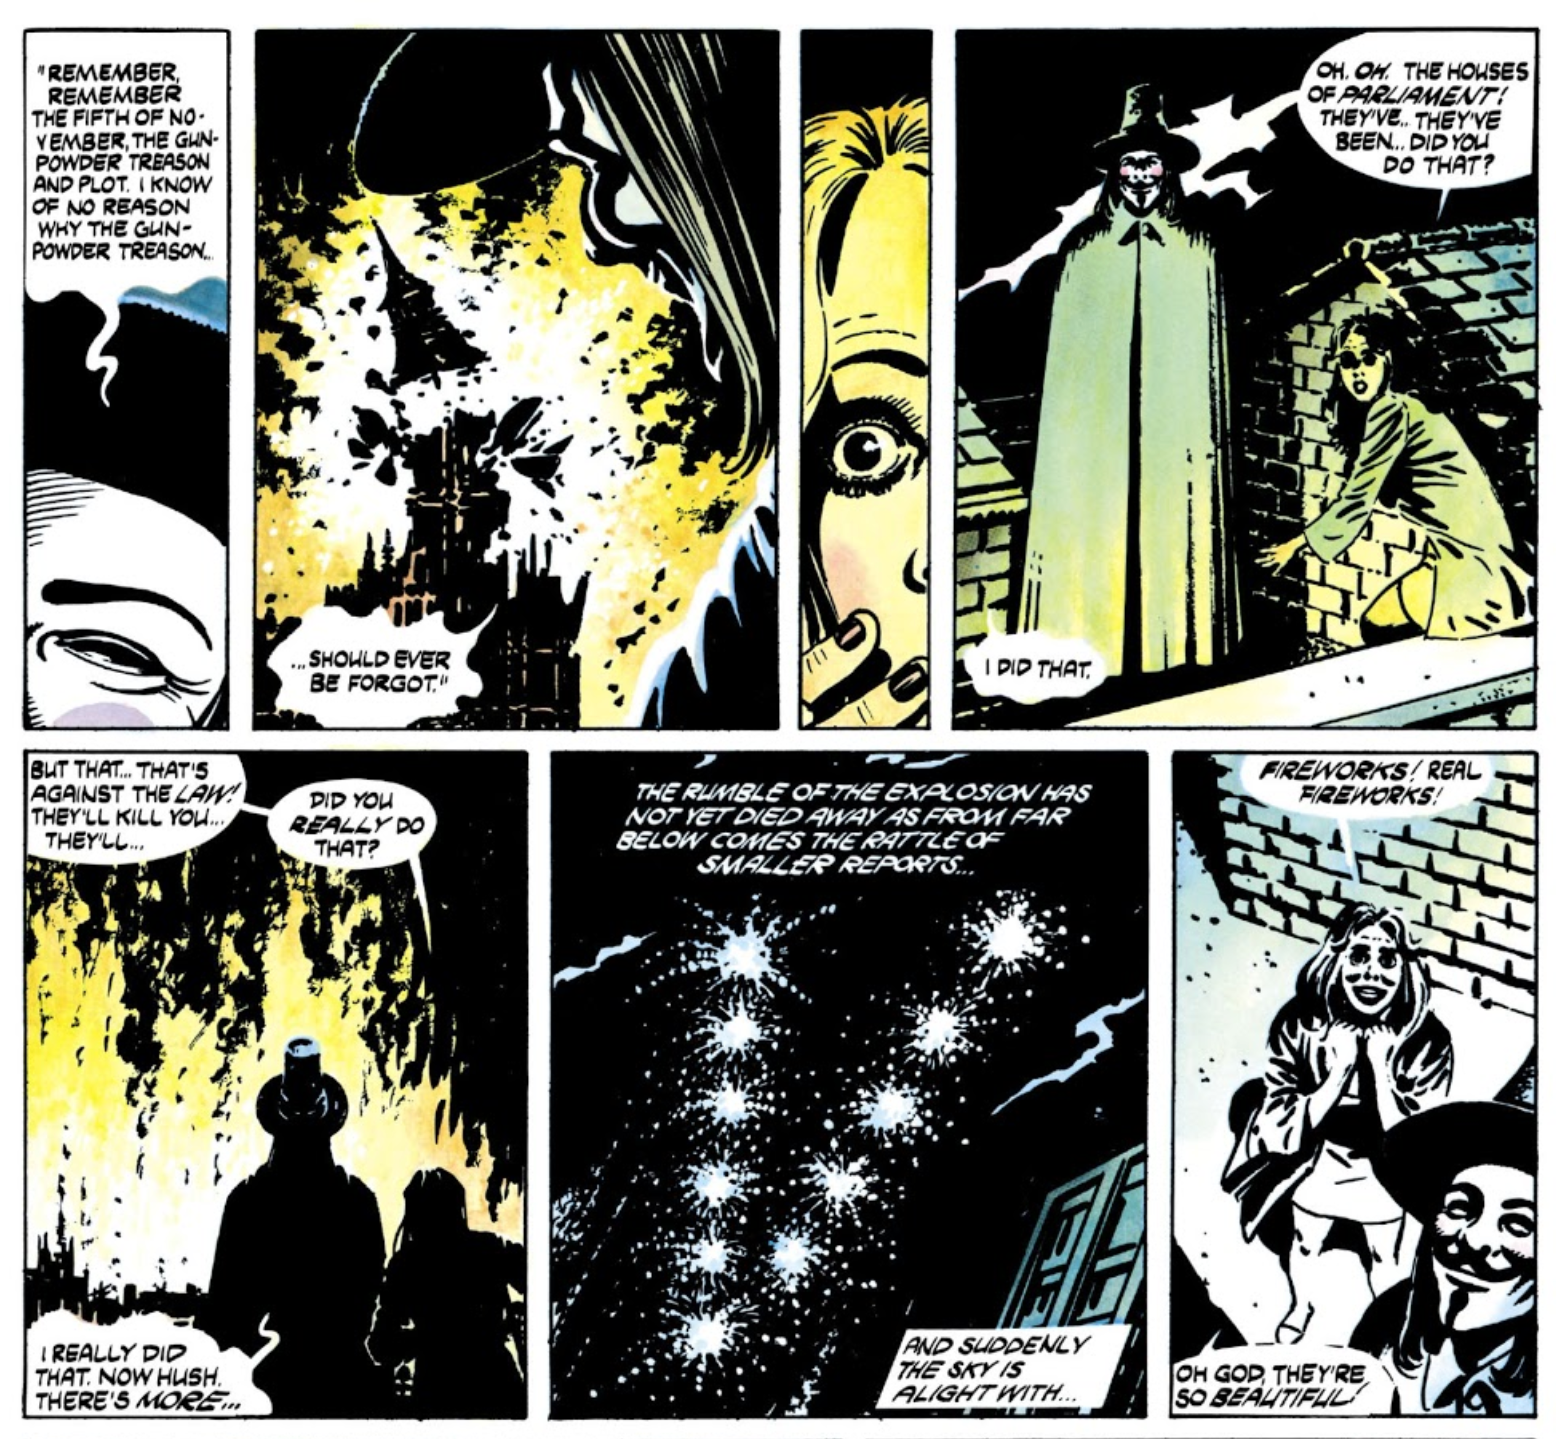 "REMEMBER,
REMEMBER
THE FIFTH OF NO-
VEMBER, THE GUN-
POWDER TREASON
AND PLOT. I KNOW
OF NO REASON
WHY THE GUN-
POWDER TREASON...
...SHOULD EVER
BE FORGOT."
OH. OH. THE HOUSES
OF PARLIAMENT!
THEY'VE.. THEY'VE
BEEN... DID YOU
DO THAT?
I DID THAT.
BUT THAT... THAT'S
AGAINST THE LAW!
THEY'LL KILL YOU...
THEY'LL...
DID YOU
REALLY DO
THAT?
I REALLY DID
THAT. NOW HUSH.
THERE'S MORE...
THE RUMBLE OF THE EXPLOSION HAS
NOT YET DIED AWAY AS FROM FAR
BELOW COMES THE RATTLE OF
SMALLER REPORTS...
AND SUDDENLY
THE SKY IS
ALIGHT WITH...
FIREWORKS! REAL
FIREWORKS!
OH GOD, THEY'RE
SO BEAUTIFUL!